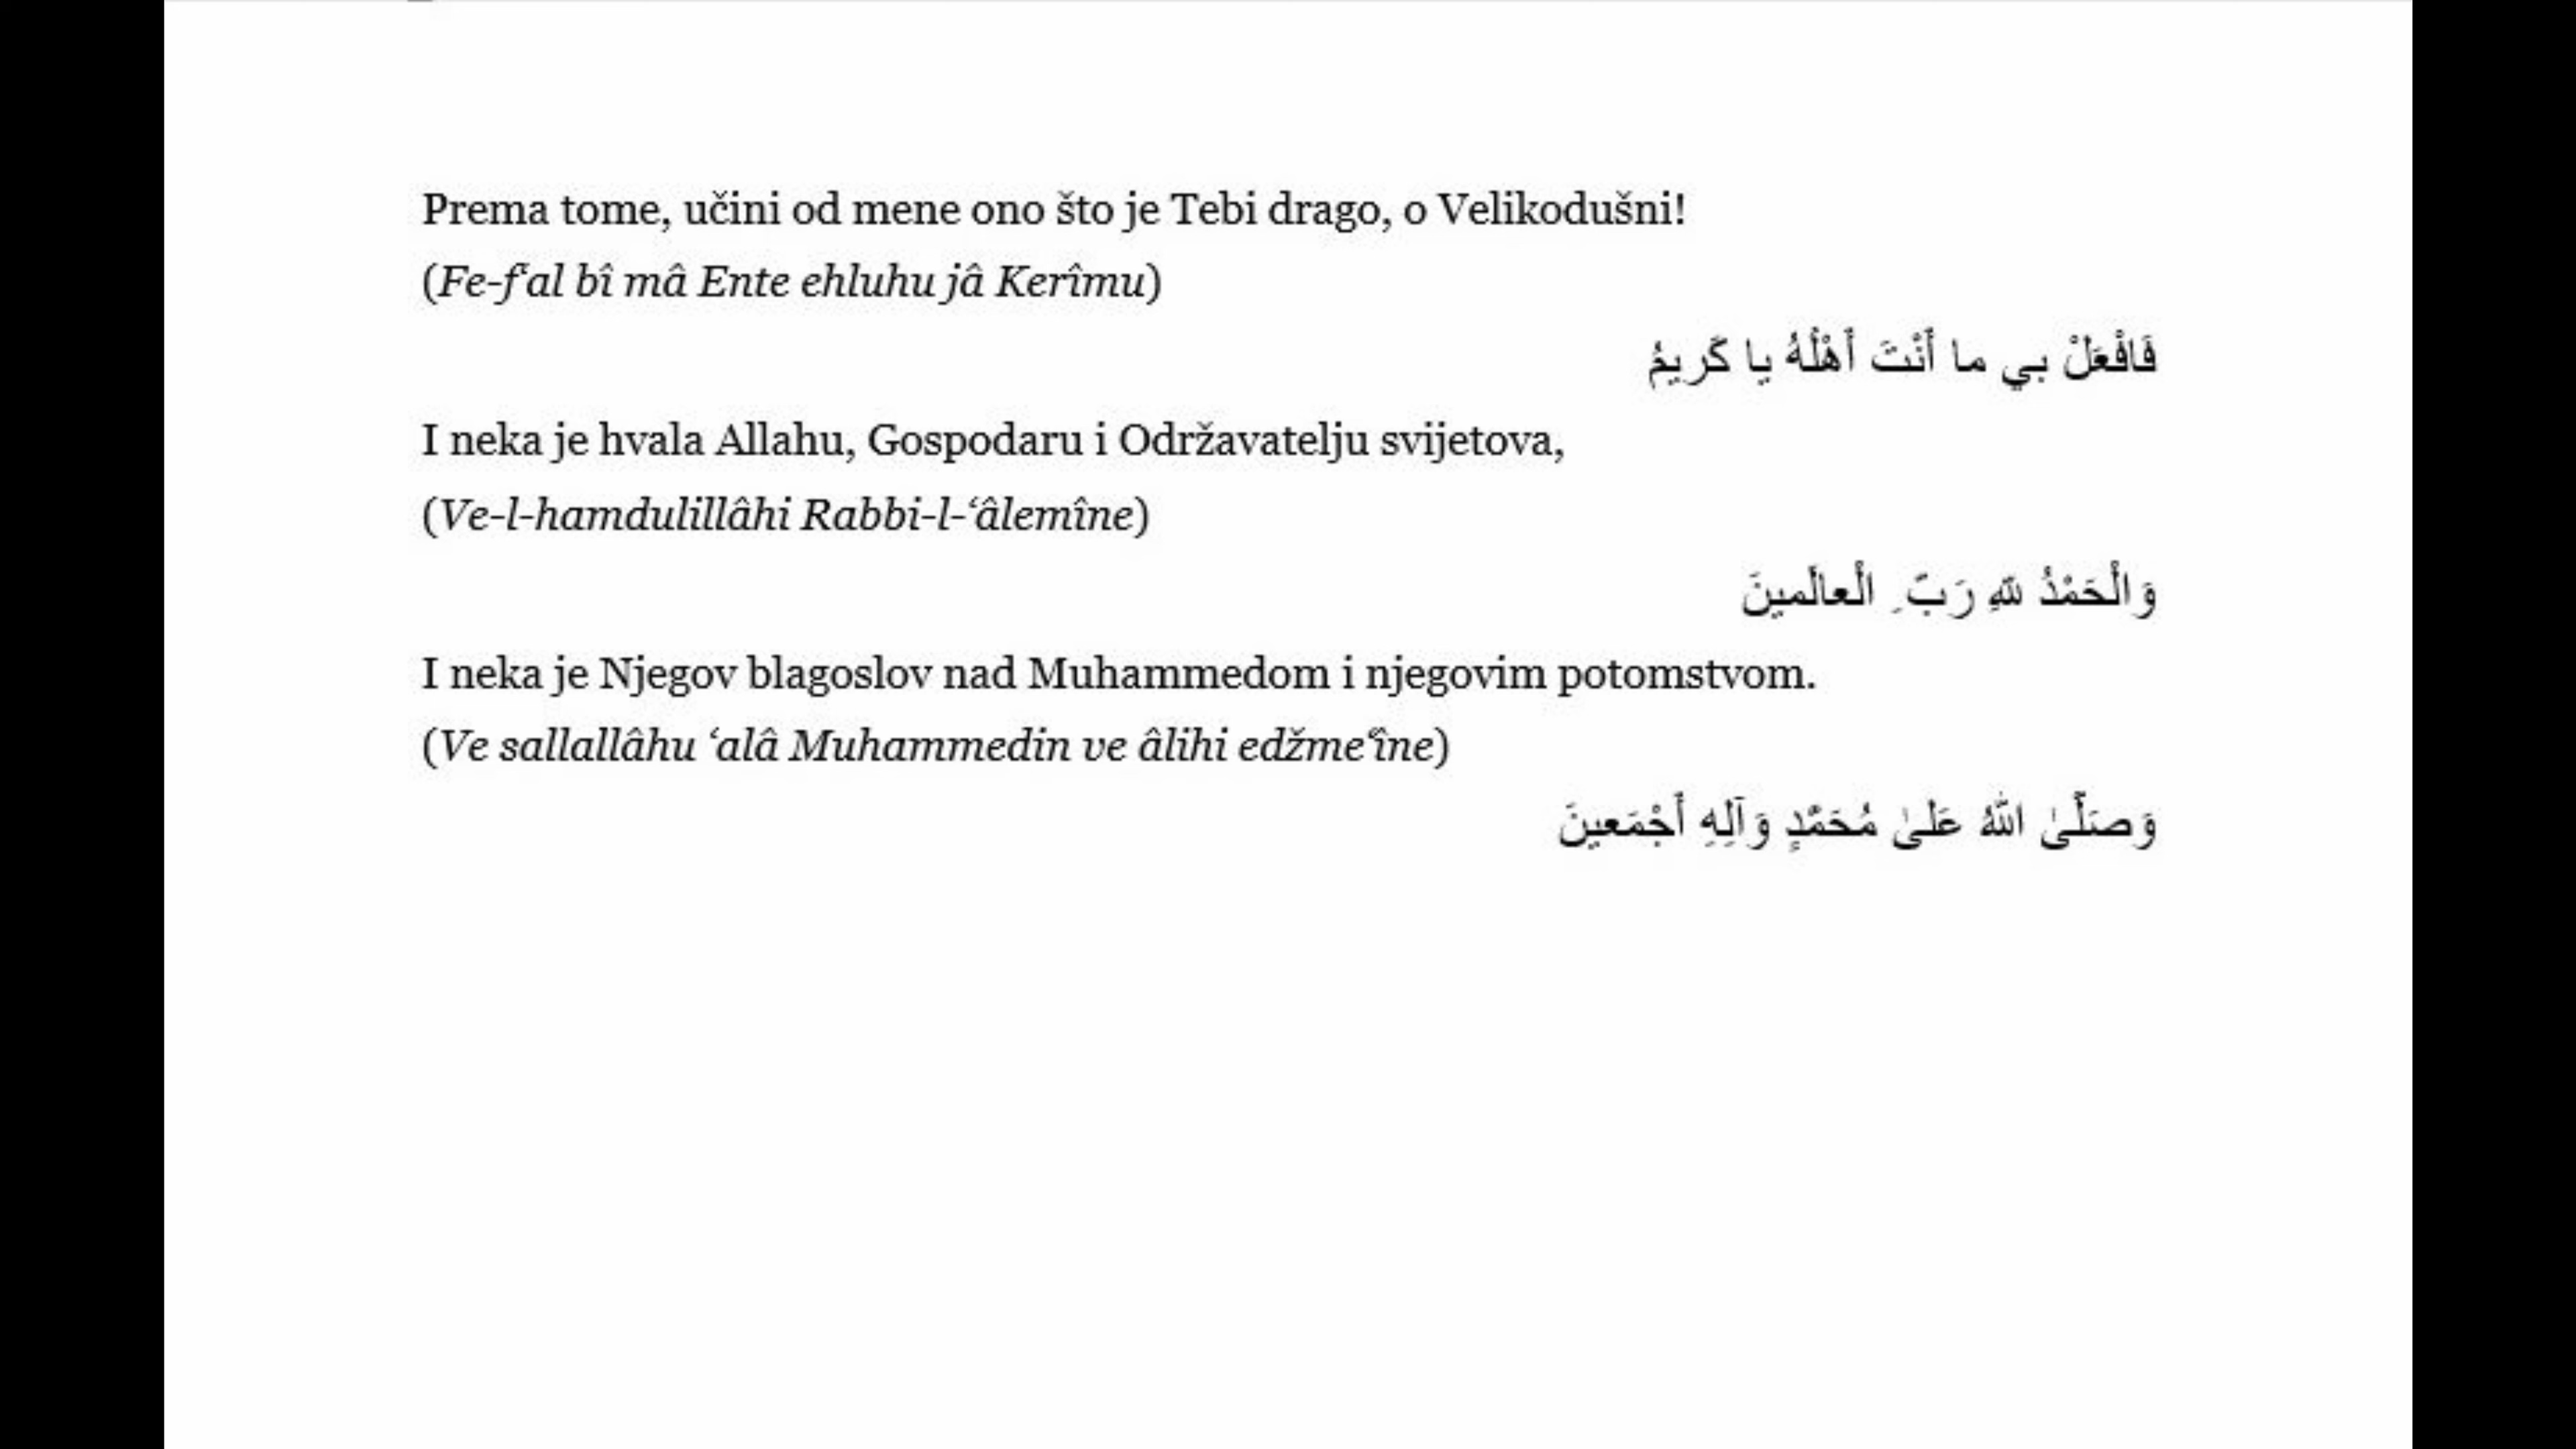 Prema tome, učini od mene ono što je Tebi drago, o Velikodušni!
(Fe-f‘al bî mâ Ente ehluhu jâ Kerîmu)
فَافْعَلْ بي ما أَنْتَ أَهْلُهُ يا كَريمُ
I neka je hvala Allahu, Gospodaru i Održavatelju svijetova,
(Ve-l-hamdulillâhi Rabbi-l-‘âlemîne)
وَالْحَمْدُ للهِ رَبّ ِ الْعالَمينَ
I neka je Njegov blagoslov nad Muhammedom i njegovim potomstvom.
(Ve sallallâhu ‘alâ Muhammedin ve âlihi edžme‘îne)
وَصَلّىٰ اللهُ عَلىٰ مُحَمَّدٍ وَآلِهِ أَجْمَعينَ